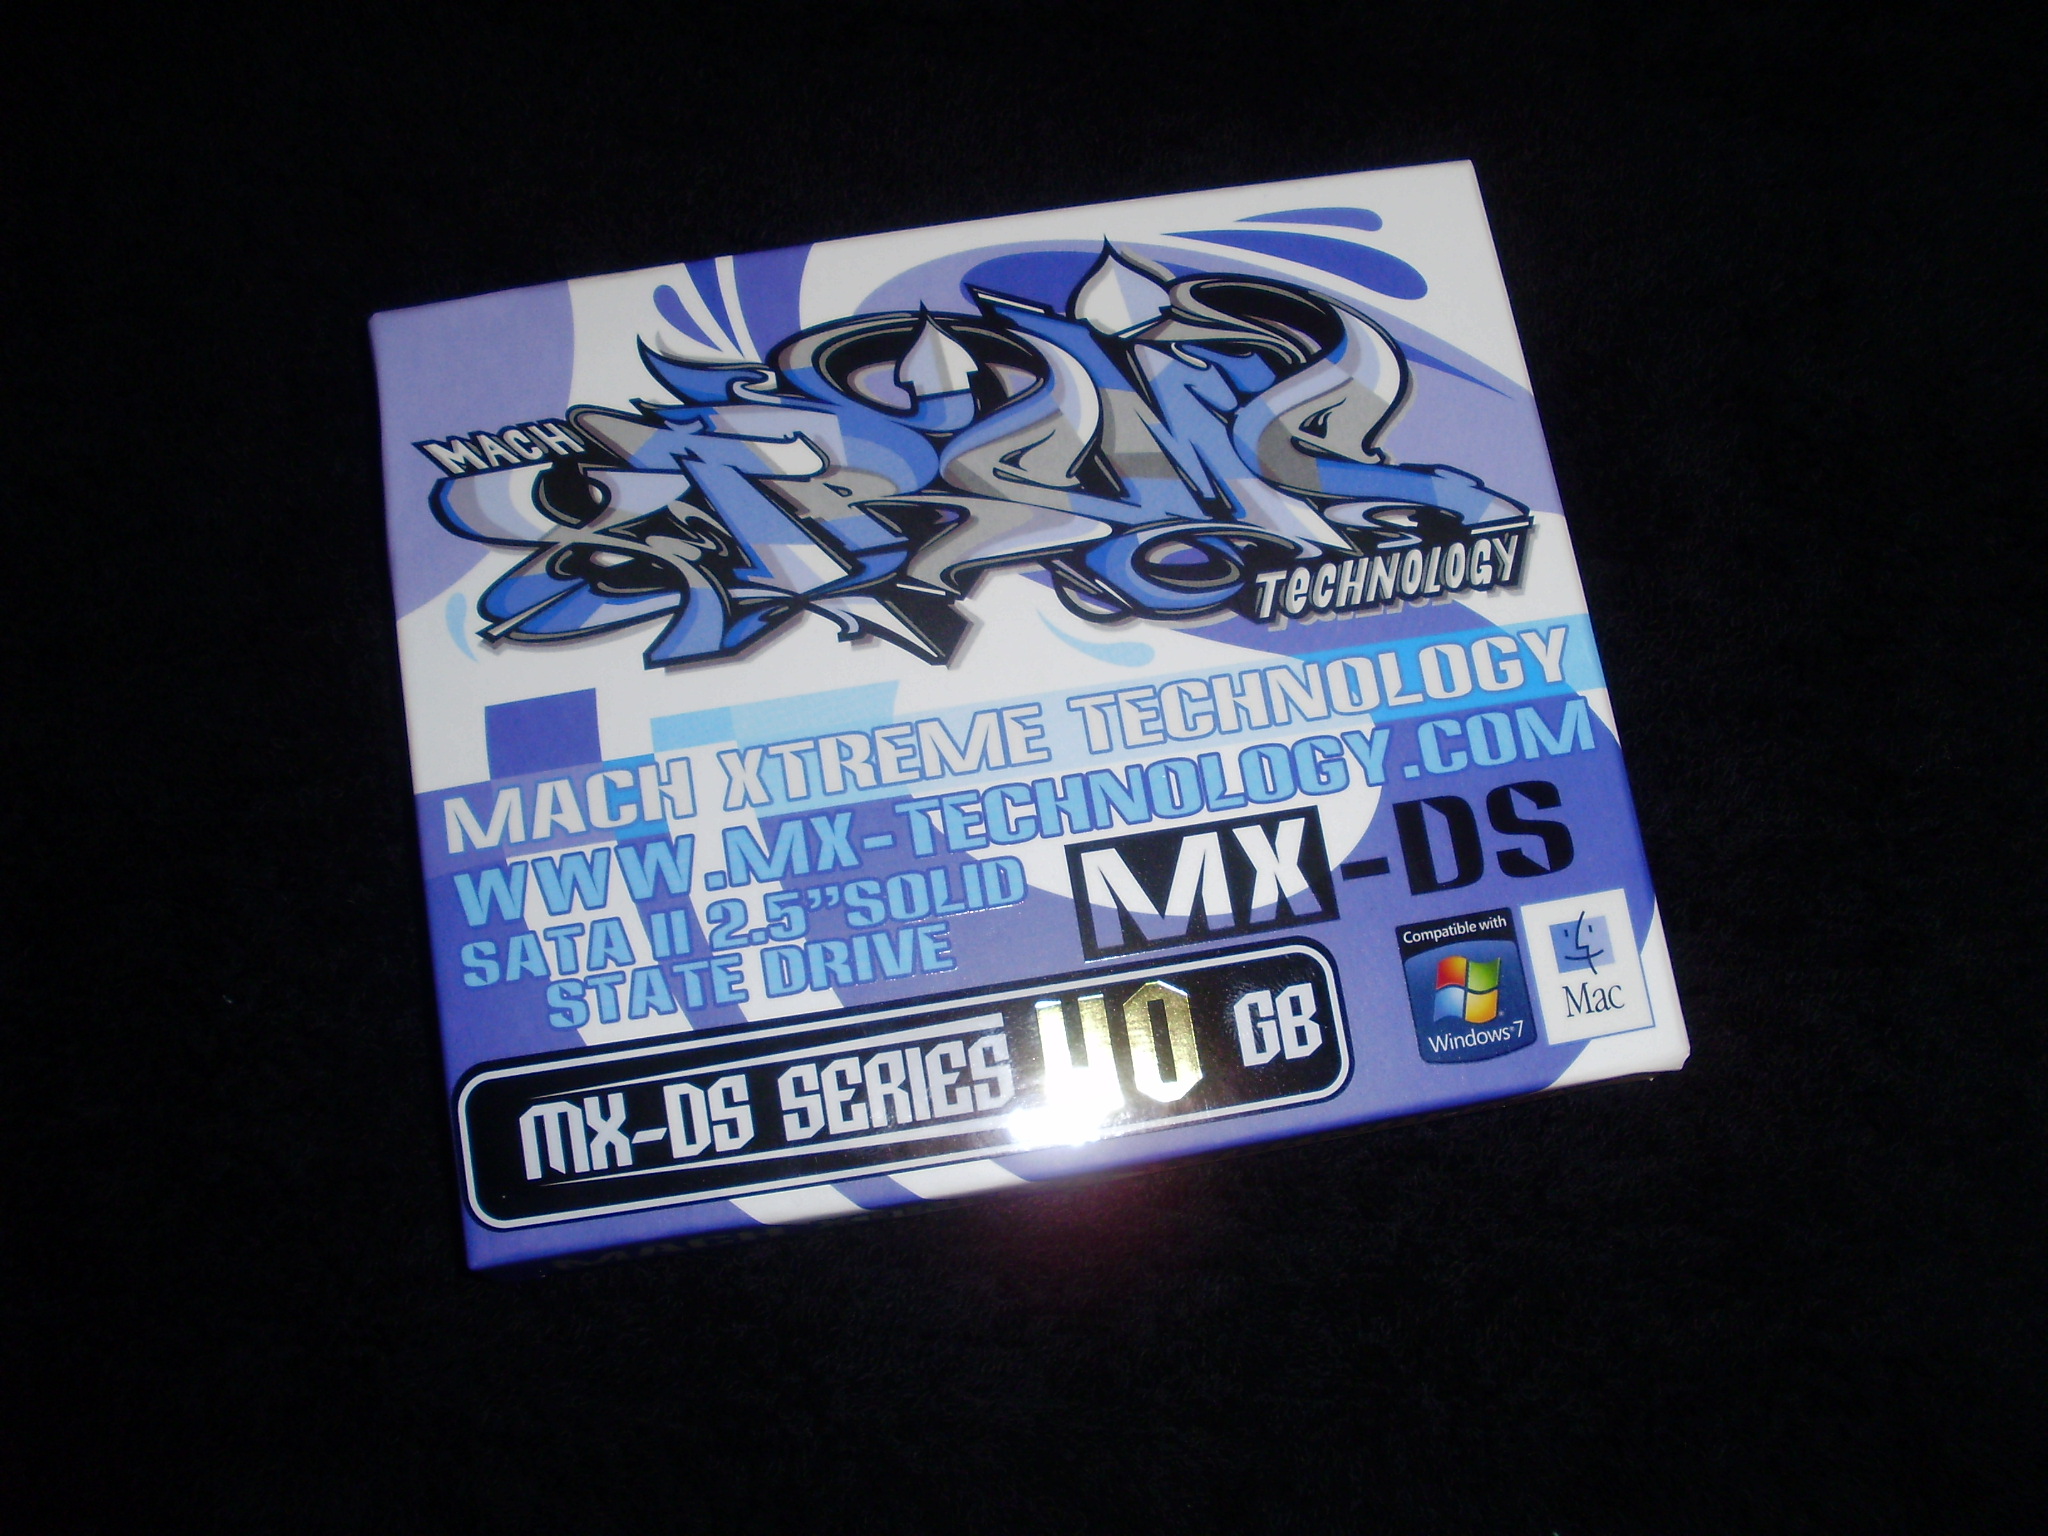 MACH
XTREME
TECHNOLOGY
MACH XTREME TECHNOLOGY
WWW.MX-TECHNOLOGY.COM
SATA II 2.5"SOLID
STATE DRIVE
MX-DS
MX-DS SERIES 40 GB
Compatible with
Windows®7
Mac